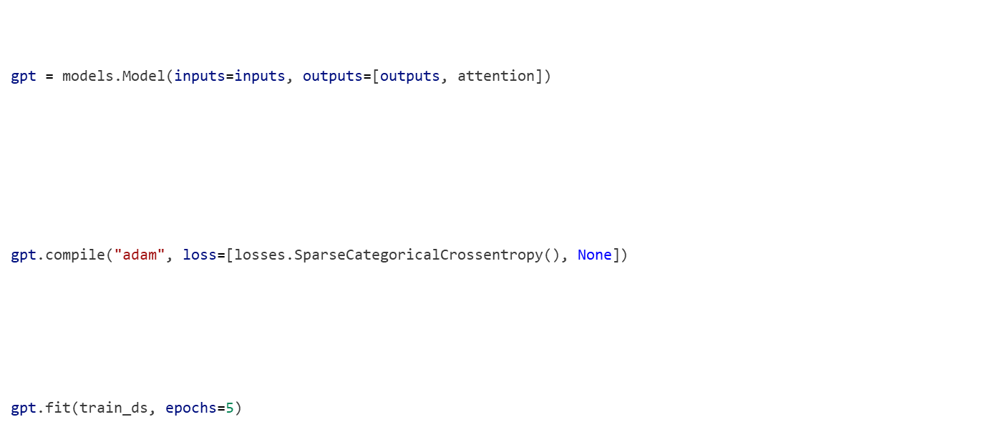 gpt = models.Model(inputs=inputs, outputs=[outputs, attention])
gpt.compile("adam", loss=[losses.SparseCategoricalCrossentropy(), None])
gpt.fit(train_ds, epochs=5)